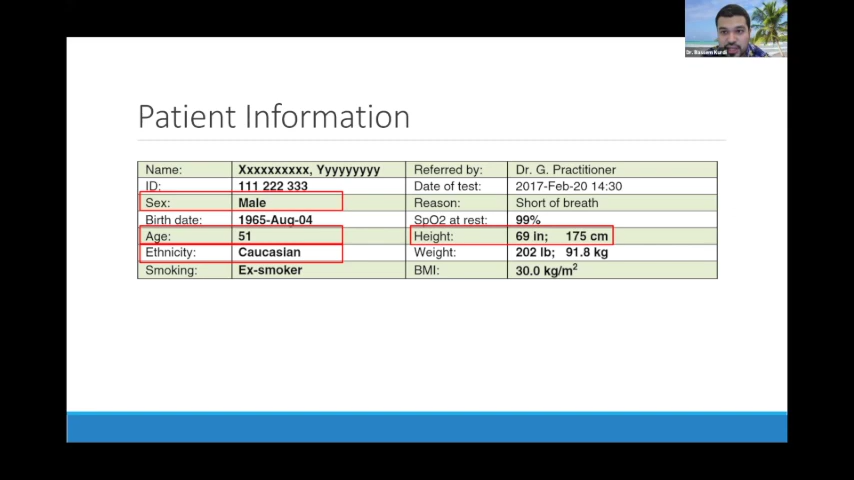 Dr. Bassam Kurdi
Patient Information
Name: Xxxxxxxxxx, Yyyyyyyyy Referred by: Dr. G. Practitioner
ID: 111 222 333 Date of test: 2017-Feb-20 14:30
Sex: Male Reason: Short of breath
Birth date: 1965-Aug-04 SpO2 at rest: 99%
Age: 51 Height: 69 in; 175 cm
Ethnicity: Caucasian Weight: 202 lb; 91.8 kg
Smoking: Ex-smoker BMI: 30.0 kg/m²